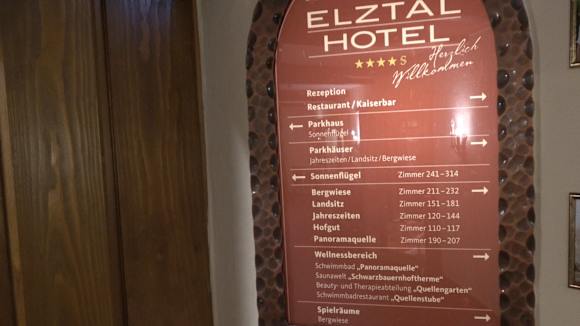 ELZTAL
HOTEL
★★★★S
Herzlich
Willkommen
Rezeption
Restaurant / Kaiserbar →
← Parkhaus
Sonnenflügel
Parkhäuser →
Jahreszeiten / Landsitz / Bergwiese
← Sonnenflügel Zimmer 241-314
Bergwiese Zimmer 211-232 →
Landsitz Zimmer 151-181
Jahreszeiten Zimmer 120-144
Hofgut Zimmer 110-117
Panoramaquelle Zimmer 190-207
Wellnessbereich →
Schwimmbad „Panoramaquelle“
Saunawelt „Schwarzbauernhoftherme“
Beauty- und Therapieabteilung „Quellengarten“
Schwimmbadrestaurant „Quellenstube“
Spielräume →
Bergwiese